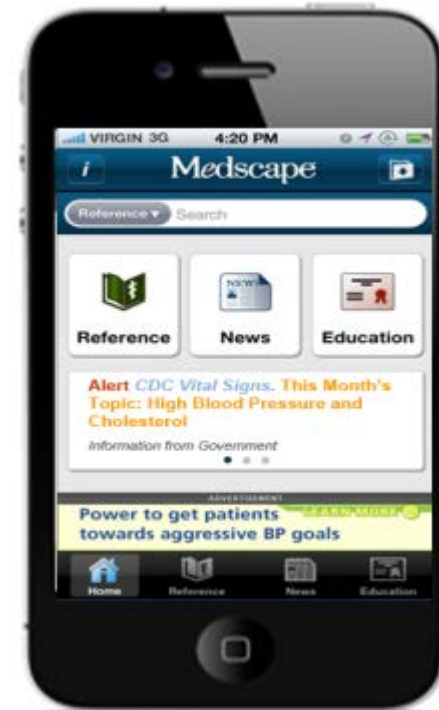 VIRGIN 3G 4:20 PM
i Medscape
Reference ▾ Search
NEWS
Reference News Education
Alert CDC Vital Signs. This Month's
Topic: High Blood Pressure and
Cholesterol
Information from Government
ADVERTISEMENT
Power to get patients LEARN MORE
towards aggressive BP goals
Home Reference News Education